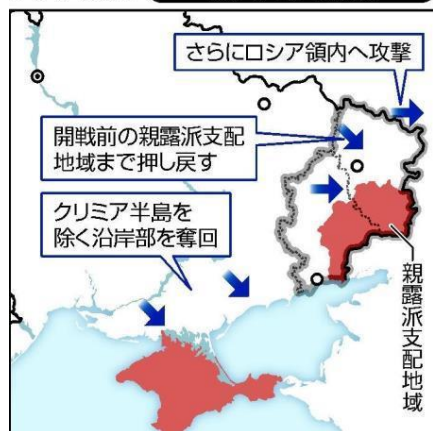 さらにロシア領内へ攻撃
開戦前の親露派支配
地域まで押し戻す
クリミア半島を
除く沿岸部を奪回
親露派支配地域